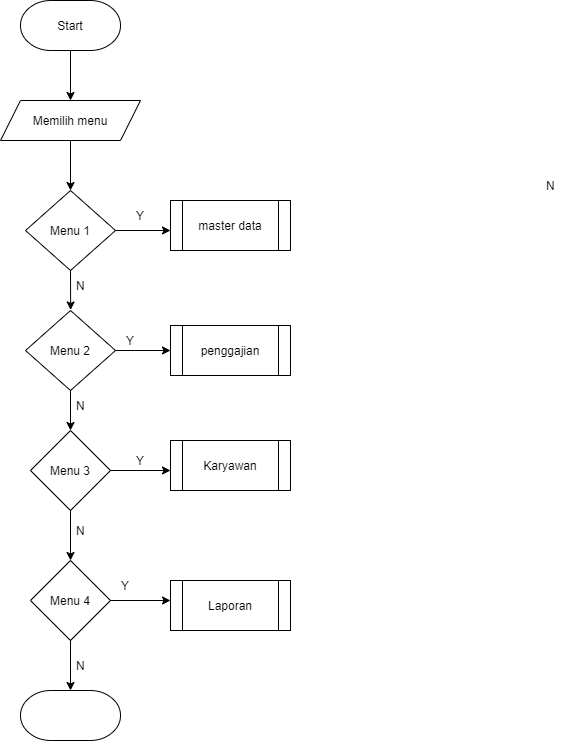 Start
Memilih menu
N
Y
Menu 1
master data
N
Y
Menu 2
penggajian
N
Y
Menu 3
Karyawan
N
Y
Menu 4
Laporan
N